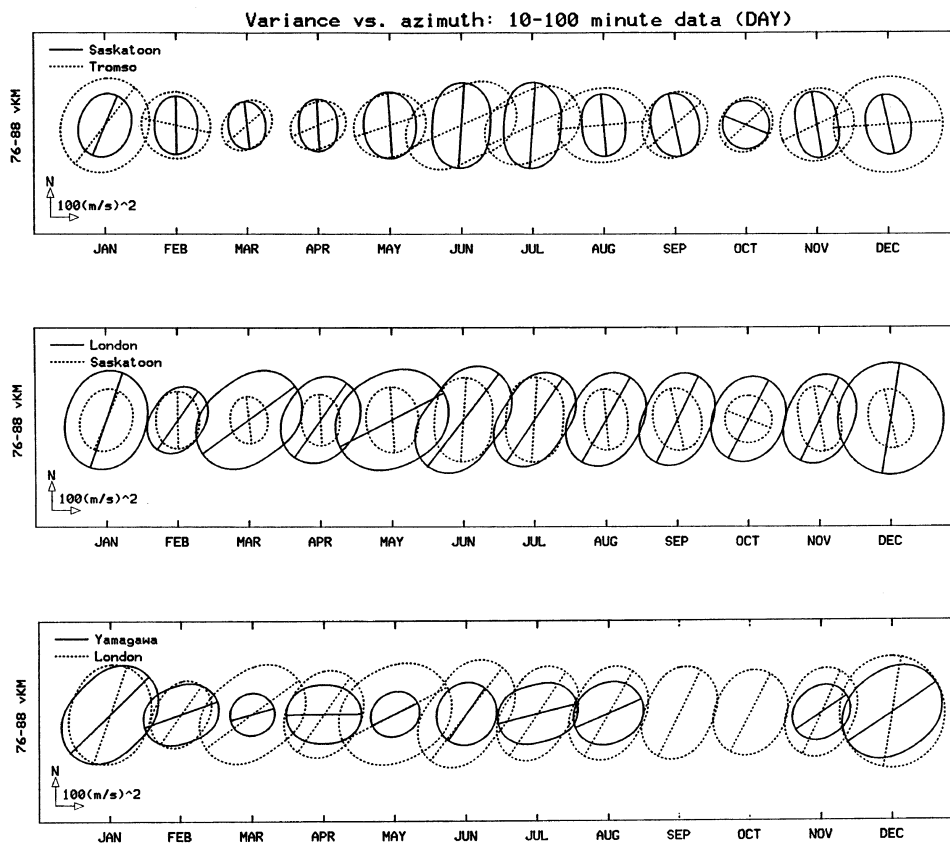 Variance vs. azimuth: 10-100 minute data (DAY)
Saskatoon
Tromso
76-88 vKM
N
100(m/s)^2
JAN FEB MAR APR MAY JUN JUL AUG SEP OCT NOV DEC
London
Saskatoon
76-88 vKM
N
100(m/s)^2
JAN FEB MAR APR MAY JUN JUL AUG SEP OCT NOV DEC
Yamagawa
London
76-88 vKM
N
100(m/s)^2
JAN FEB MAR APR MAY JUN JUL AUG SEP OCT NOV DEC